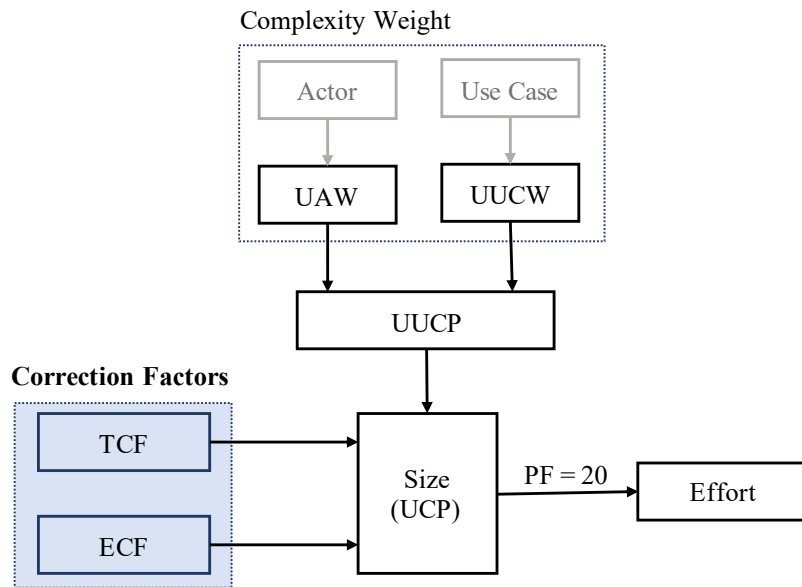 Complexity Weight
Actor
Use Case
UAW
UUCW
UUCP
Correction Factors
TCF
ECF
Size
(UCP)
PF = 20
Effort